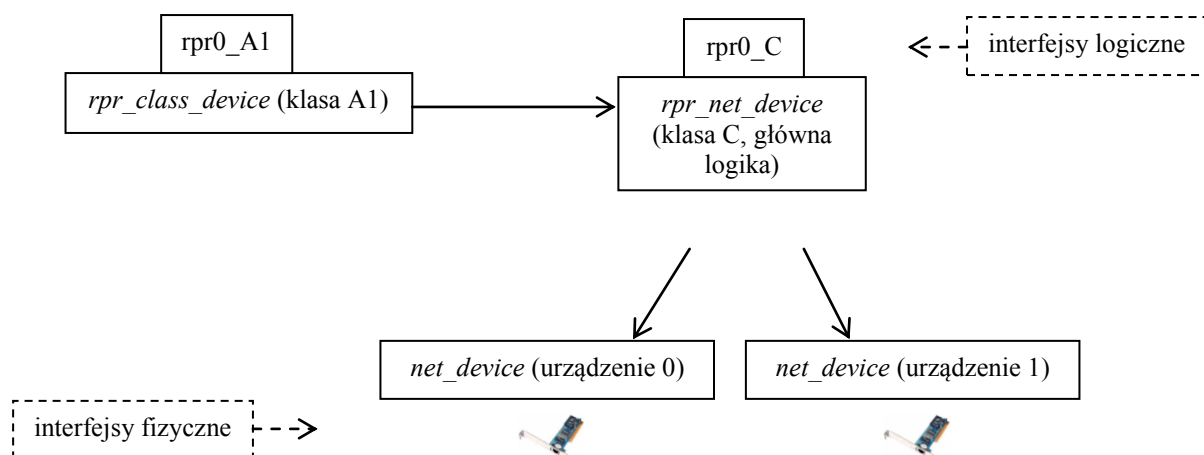 rpr0_A1
rpr0_C
interfejsy logiczne
rpr_class_device (klasa A1)
rpr_net_device
(klasa C, główna
logika)
net_device (urządzenie 0)
net_device (urządzenie 1)
interfejsy fizyczne